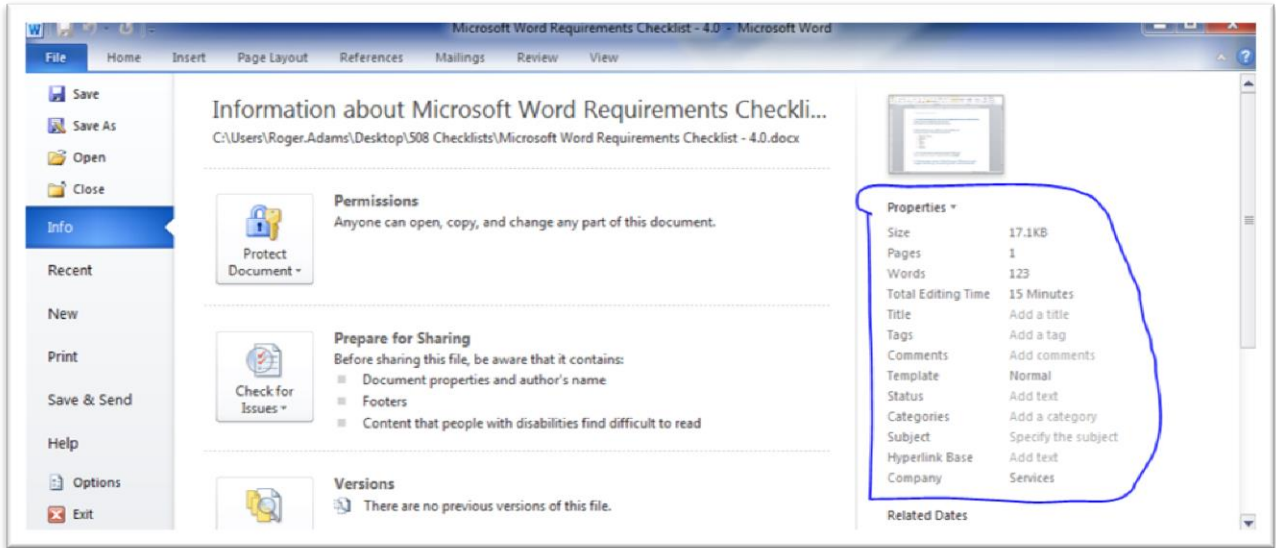 Microsoft Word Requirements Checklist - 4.0 - Microsoft Word
File Home Insert Page Layout References Mailings Review View
Save
Save As
Open
Close
Info
Recent
New
Print
Save & Send
Help
Options
Exit
Information about Microsoft Word Requirements Checkli...
C:\Users\Roger.Adams\Desktop\508 Checklists\Microsoft Word Requirements Checklist - 4.0.docx
Protect
Document
Permissions
Anyone can open, copy, and change any part of this document.
Check for
Issues
Prepare for Sharing
Before sharing this file, be aware that it contains:
Document properties and author's name
Footers
Content that people with disabilities find difficult to read
Versions
There are no previous versions of this file.
Properties
Size 17.1KB
Pages 1
Words 123
Total Editing Time 15 Minutes
Title Add a title
Tags Add a tag
Comments Add comments
Template Normal
Status Add text
Categories Add a category
Subject Specify the subject
Hyperlink Base Add text
Company Services
Related Dates